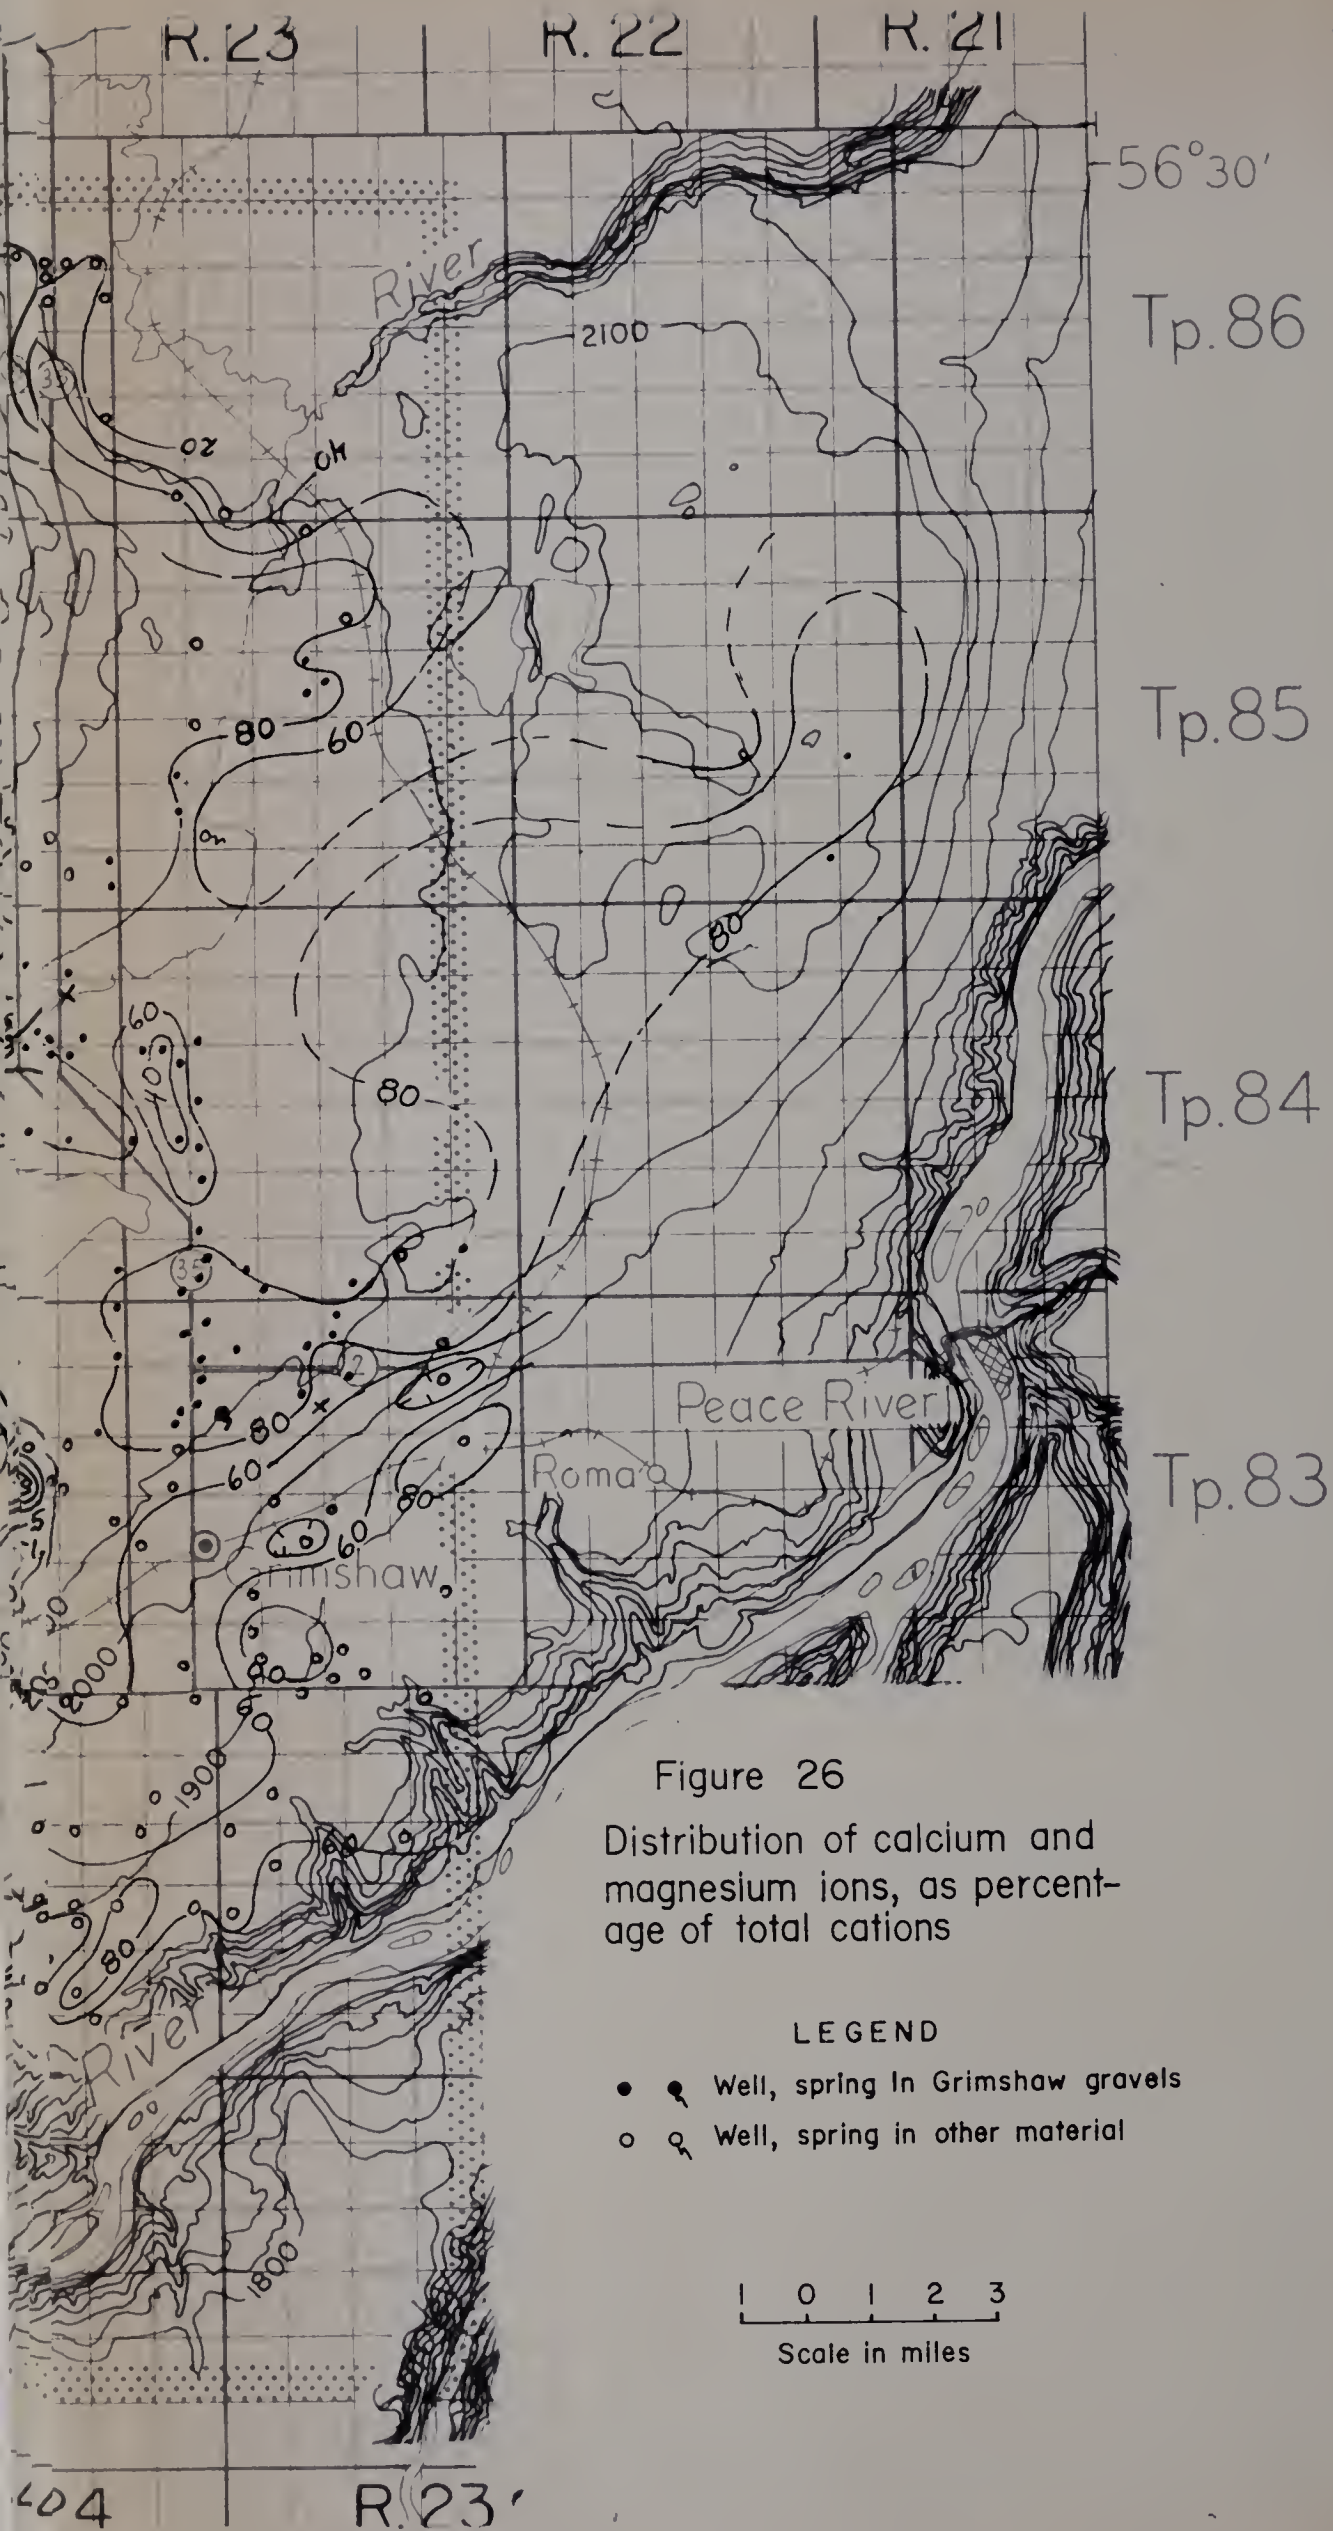 R. 23 R. 22 R. 21
56°30'
River
Tp.86
2100
35
20
40
Tp.85
80
60
80
60
40
80
Tp.84
35
2
Peace River
80
60
Roma
80
Tp.83
60
Grimshaw
2000
80
60
1900
80
River
1800
Figure 26
Distribution of calcium and
magnesium ions, as percent-
age of total cations
LEGEND
Well, spring in Grimshaw gravels
Well, spring in other material
1 0 1 2 3
Scale in miles
R. 23